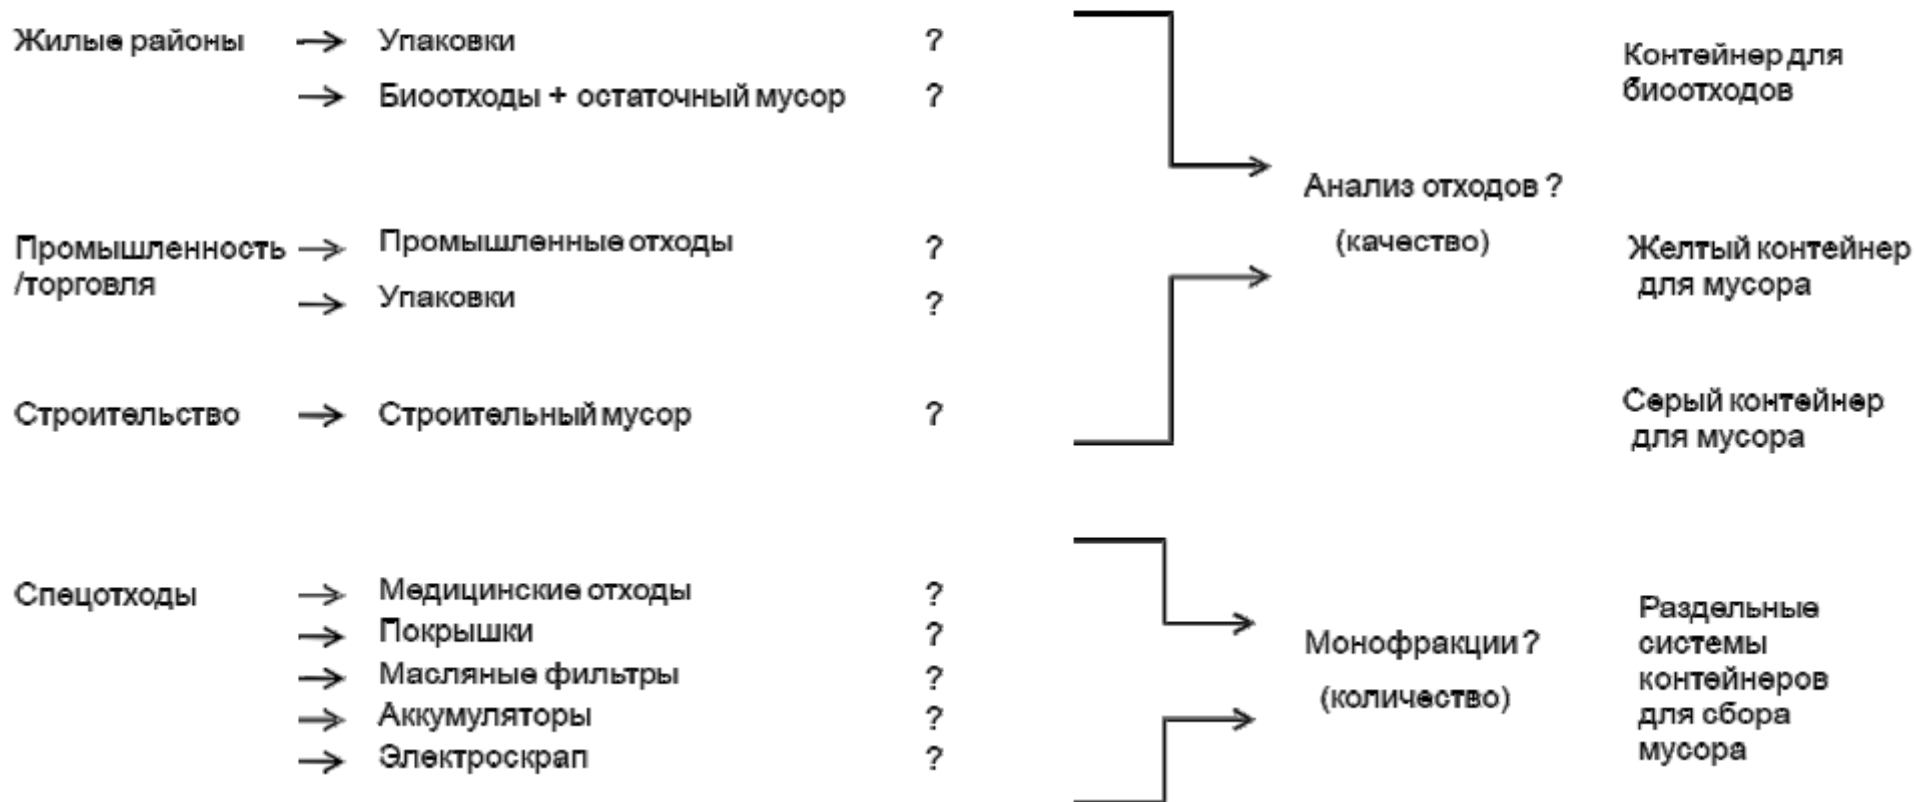 Жилые районы → Упаковки ?
→ Биоотходы + остаточный мусор ?
Контейнер для
биоотходов
Анализ отходов ?
(качество)
Промышленность → Промышленные отходы ?
/торговля
→ Упаковки ?
Желтый контейнер
для мусора
Строительство → Строительный мусор ?
Серый контейнер
для мусора
Спецотходы → Медицинские отходы ?
→ Покрышки ?
→ Масляные фильтры ?
→ Аккумуляторы ?
→ Электроскрап ?
Монофракции ?
(количество)
Раздельные
системы
контейнеров
для сбора
мусора